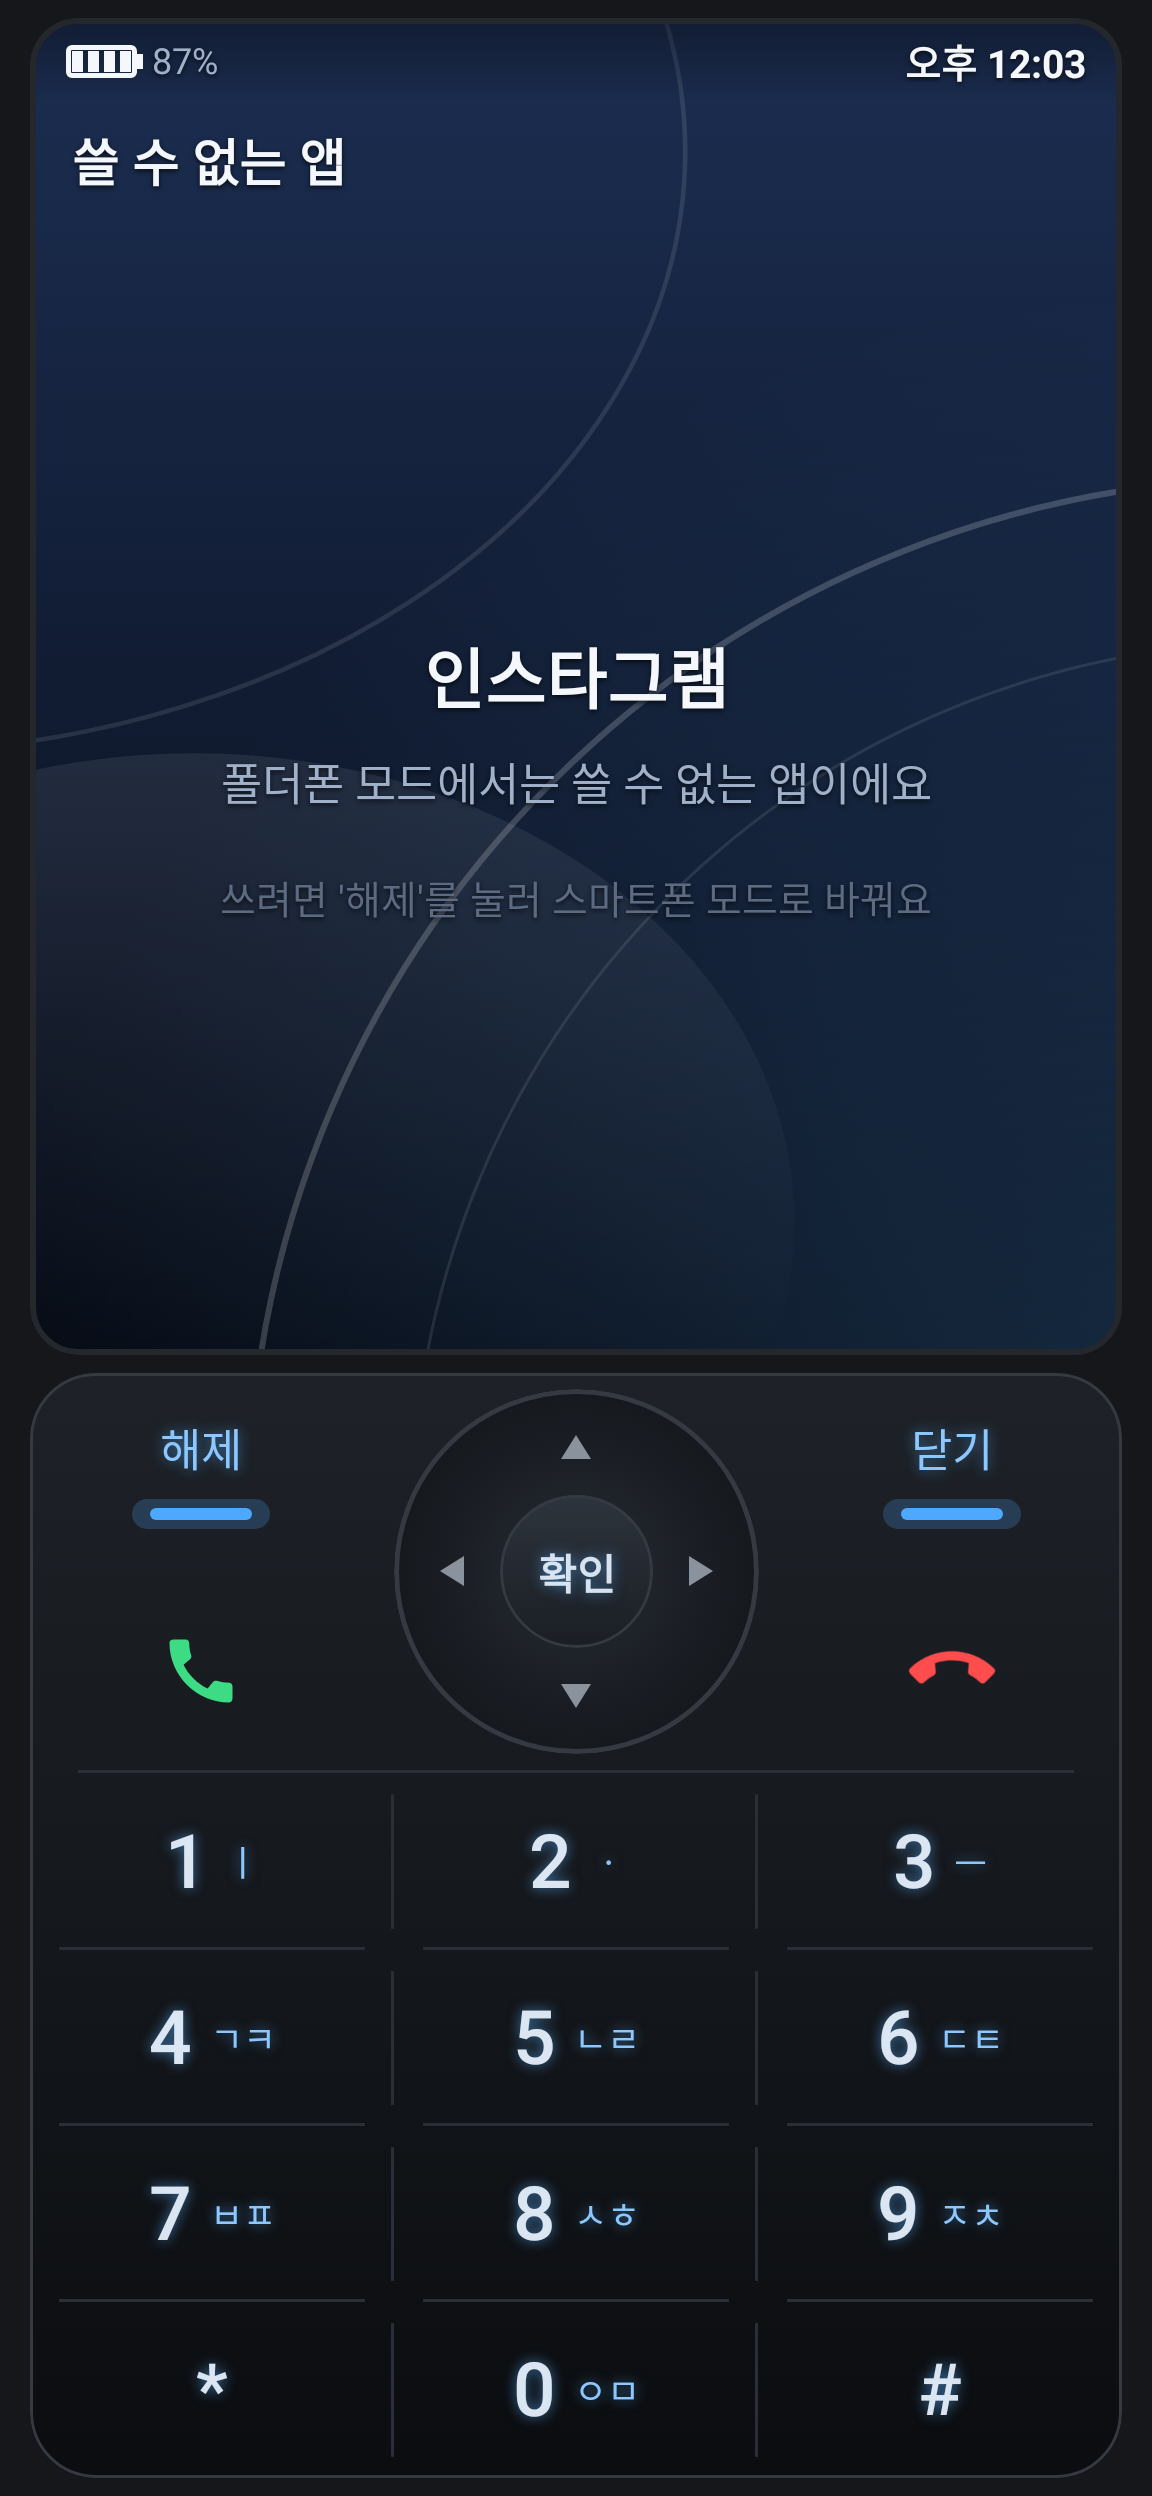 87%
오후 12:03
쓸 수 없는 앱
인스타그램
폴더폰 모드에서는 쓸 수 없는 앱이에요
쓰려면 '해제'를 눌러 스마트폰 모드로 바꿔요
해제
닫기
확인
1 ㅣ
2 ·
3 ㅡ
4 ㄱㅋ
5 ㄴㄹ
6 ㄷㅌ
7 ㅂㅍ
8 ㅅㅎ
9 ㅈㅊ
*
0 ㅇㅁ
#